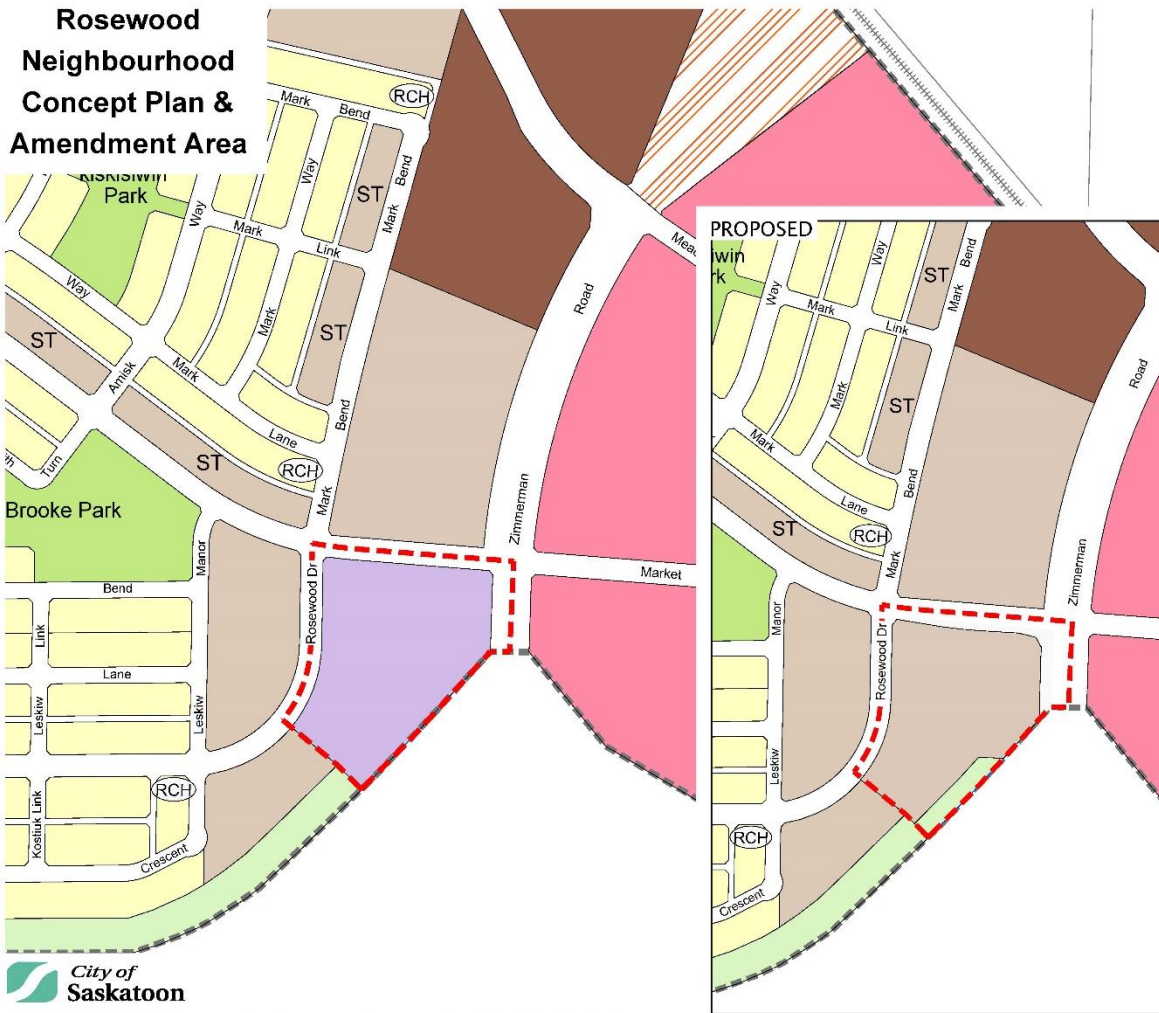 Rosewood
Neighbourhood
Concept Plan &
Amendment Area
RCH
Mark
Bend
Kiskisiwin
Park
Way
Way
ST
Bend
Mark
Mark
Link
Way
Mark
ST
Road
ST
Amisk
Mark
Lane
Bend
ST
RCH
Turn
Mark
Zimmerman
Brooke Park
Manor
Rosewood Dr
Market
Bend
Link
Lane
Leskiw
Kostiuk Link
RCH
Crescent
City of
Saskatoon
PROPOSED
Way
ST
Bend
Mark
Way
Mark
Link
Road
Mark
ST
Mark
Lane
Bend
ST
RCH
Mark
Zimmerman
Manor
Rosewood Dr
Leskiw
RCH
Crescent